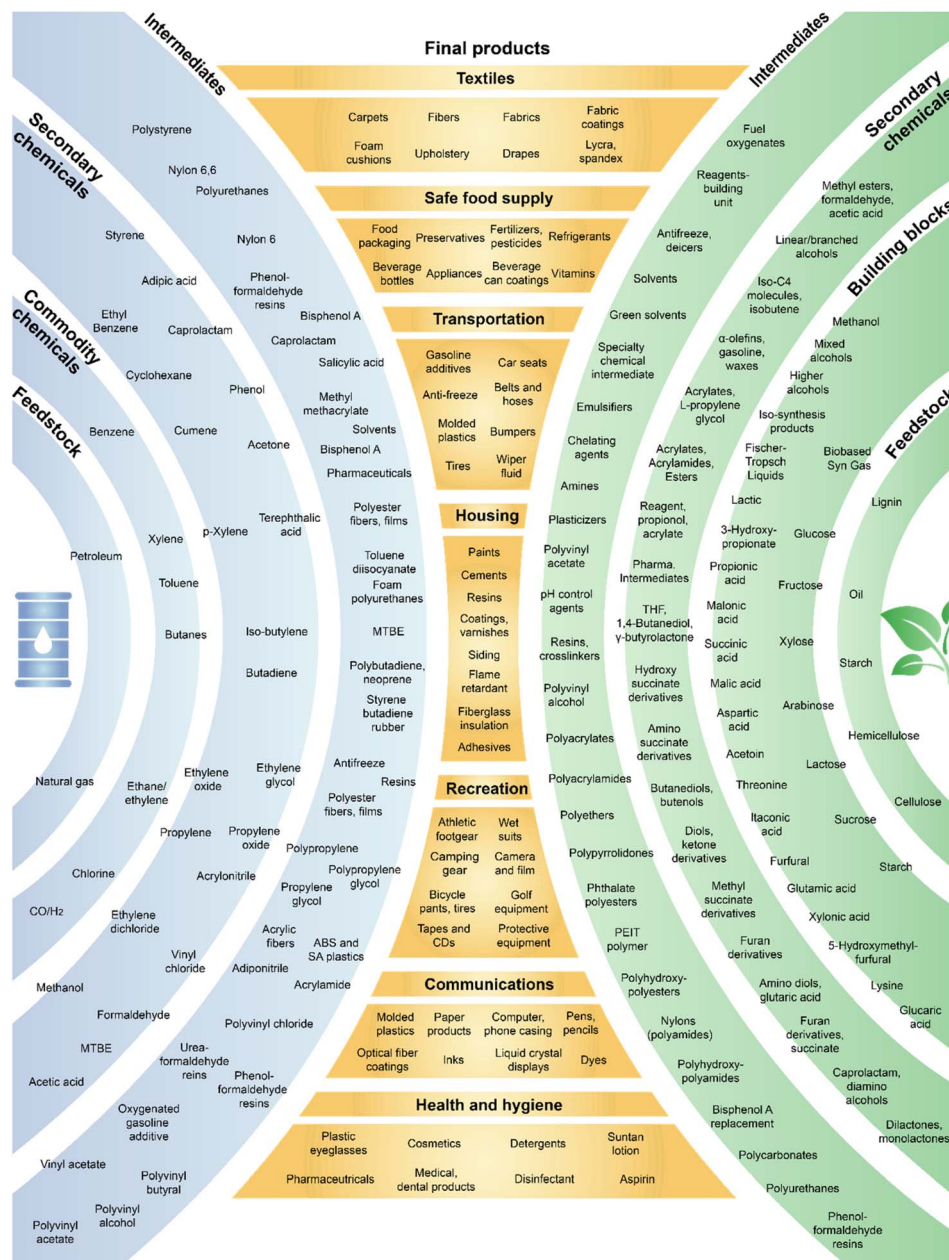 Intermediates
Secondary
chemicals
Commodity
chemicals
Feedstock
Polystyrene
Nylon 6,6
Polyurethanes
Styrene
Nylon 6
Adipic acid
Phenol-
formaldehyde
resins
Ethyl
Benzene
Bisphenol A
Caprolactam
Caprolactam
Salicylic acid
Cyclohexane
Phenol
Methyl
methacrylate
Benzene
Cumene
Solvents
Acetone
Bisphenol A
Pharmaceuticals
Polyester
fibers, films
Terephthalic
acid
p-Xylene
Xylene
Petroleum
Toluene
diisocyanate
Foam
polyurethanes
Toluene
Butanes
Iso-butylene
MTBE
Butadiene
Polybutadiene,
neoprene
Styrene
butadiene
rubber
Natural gas
Ethane/
ethylene
Ethylene
oxide
Ethylene
glycol
Antifreeze
Resins
Polyester
fibers, films
Propylene
Propylene
oxide
Polypropylene
Chlorine
Acrylonitrile
Propylene
glycol
Polypropylene
glycol
CO/H2
Ethylene
dichloride
Acrylic
fibers
ABS and
SA plastics
Vinyl
chloride
Adiponitrile
Acrylamide
Methanol
Formaldehyde
Polyvinyl chloride
MTBE
Urea-
formaldehyde
reins
Phenol-
formaldehyde
resins
Acetic acid
Oxygenated
gasoline
additive
Vinyl acetate
Polyvinyl
butyral
Polyvinyl
alcohol
Polyvinyl
acetate
Final products
Textiles
Carpets
Fibers
Fabrics
Fabric
coatings
Foam
cushions
Upholstery
Drapes
Lycra,
spandex
Safe food supply
Food
packaging
Preservatives
Fertilizers,
pesticides
Refrigerants
Beverage
bottles
Appliances
Beverage
can coatings
Vitamins
Transportation
Gasoline
additives
Car seats
Anti-freeze
Belts and
hoses
Molded
plastics
Bumpers
Tires
Wiper
fluid
Housing
Paints
Cements
Resins
Coatings,
varnishes
Siding
Flame
retardant
Fiberglass
insulation
Adhesives
Recreation
Athletic
footgear
Wet
suits
Camping
gear
Camera
and film
Bicycle
pants, tires
Golf
equipment
Tapes and
CDs
Protective
equipment
Communications
Molded
plastics
Paper
products
Computer,
phone casing
Pens,
pencils
Optical fiber
coatings
Inks
Liquid crystal
displays
Dyes
Health and hygiene
Plastic
eyeglasses
Cosmetics
Detergents
Suntan
lotion
Pharmaceutricals
Medical,
dental products
Disinfectant
Aspirin
Intermediates
Secondary
chemicals
Building blocks
Feedstock
Fuel
oxygenates
Reagents-
building
unit
Antifreeze,
deicers
Solvents
Green solvents
Specialty
chemical
intermediate
Emulsifiers
Chelating
agents
Amines
Plasticizers
Polyvinyl
acetate
pH control
agents
Resins,
crosslinkers
Polyvinyl
alcohol
Polyacrylates
Polyacrylamides
Polyethers
Polypyrrolidones
Phthalate
polyesters
PEIT
polymer
Polyhydroxy-
polyesters
Nylons
(polyamides)
Polyhydroxy-
polyamides
Bisphenol A
replacement
Polycarbonates
Polyurethanes
Phenol-
formaldehyde
resins
Methyl esters,
formaldehyde,
acetic acid
Linear/branched
alcohols
Iso-C4
molecules,
isobutene
α-olefins,
gasoline,
waxes
Acrylates,
L-propylene
glycol
Acrylates,
Acrylamides,
Esters
Reagent,
propionol,
acrylate
Pharma.
Intermediates
THF,
1,4-Butanediol,
γ-butyrolactone
Hydroxy
succinate
derivatives
Amino
succinate
derivatives
Butanediols,
butenols
Diols,
ketone
derivatives
Methyl
succinate
derivatives
Furan
derivatives
Amino diols,
glutaric acid
Furan
derivatives,
succinate
Caprolactam,
diamino
alcohols
Dilactones,
monolactones
Methanol
Mixed
alcohols
Higher
alcohols
Iso-synthesis
products
Fischer-
Tropsch
Liquids
Lactic
3-Hydroxy-
propionate
Propionic
acid
Malonic
acid
Succinic
acid
Malic acid
Aspartic
acid
Acetoin
Threonine
Itaconic
acid
Furfural
Glutamic acid
Xylonic acid
5-Hydroxymethyl-
furfural
Lysine
Glucaric
acid
Biobased
Syn Gas
Glucose
Fructose
Xylose
Arabinose
Lactose
Sucrose
Starch
Lignin
Oil
Starch
Hemicellulose
Cellulose